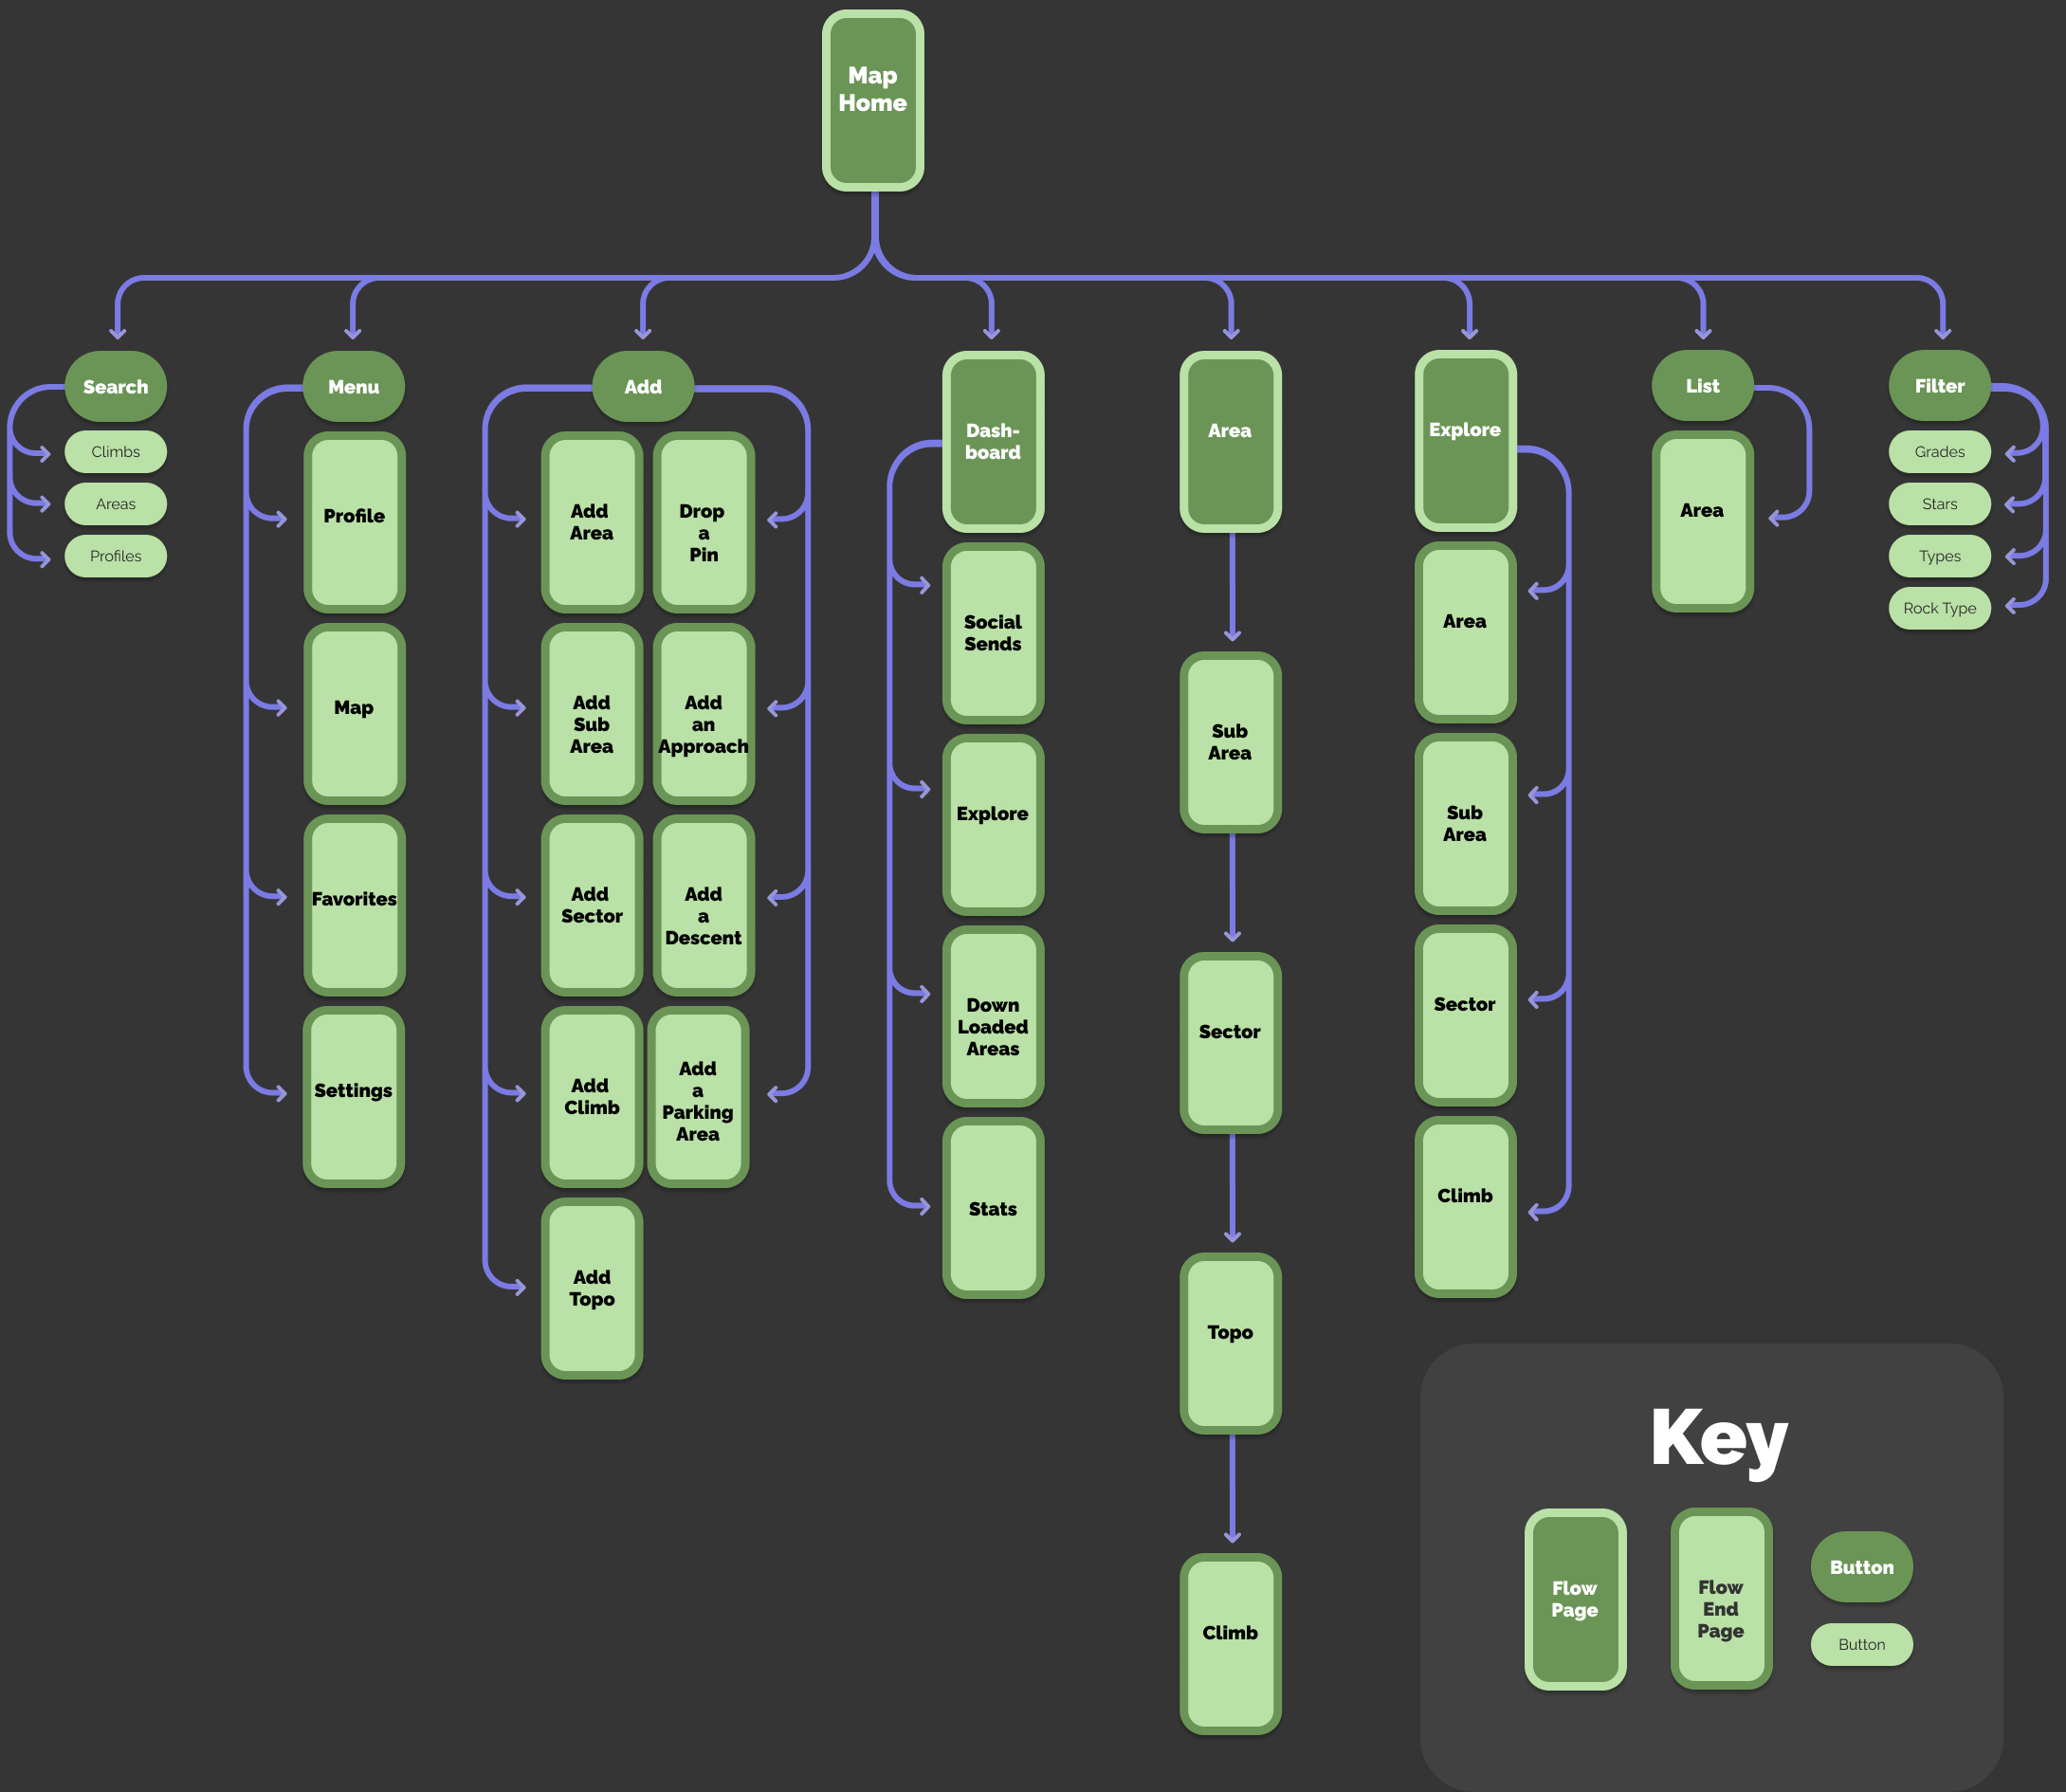 Map
Home
Search
Climbs
Areas
Profiles
Menu
Profile
Map
Favorites
Settings
Add
Add
Area
Add
Sub
Area
Add
Sector
Add
Climb
Add
Topo
Drop
a
Pin
Add
an
Approach
Add
a
Descent
Add
a
Parking
Area
Dash-
board
Social
Sends
Explore
Down
Loaded
Areas
Stats
Area
Sub
Area
Sector
Topo
Climb
Explore
Area
Sub
Area
Sector
Climb
List
Area
Filter
Grades
Stars
Types
Rock Type
Key
Flow
Page
Flow
End
Page
Button
Button